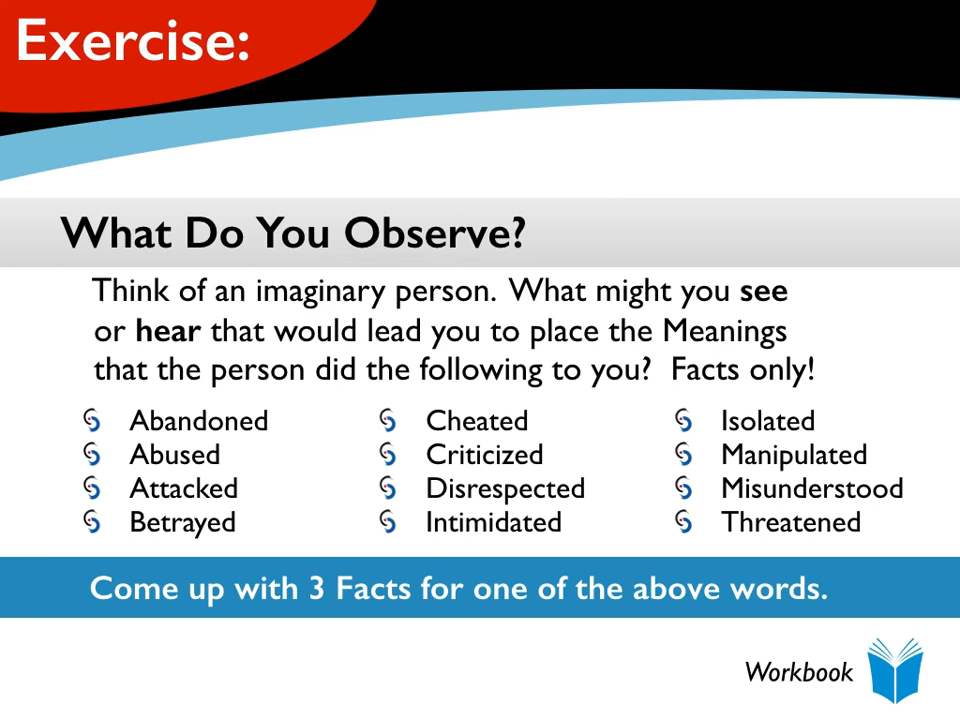 Exercise:
What Do You Observe?
Think of an imaginary person.  What might you see
or hear that would lead you to place the Meanings
that the person did the following to you?  Facts only!
Abandoned
Abused
Attacked
Betrayed
Cheated
Criticized
Disrespected
Intimidated
Isolated
Manipulated
Misunderstood
Threatened
Come up with 3 Facts for one of the above words.
Workbook